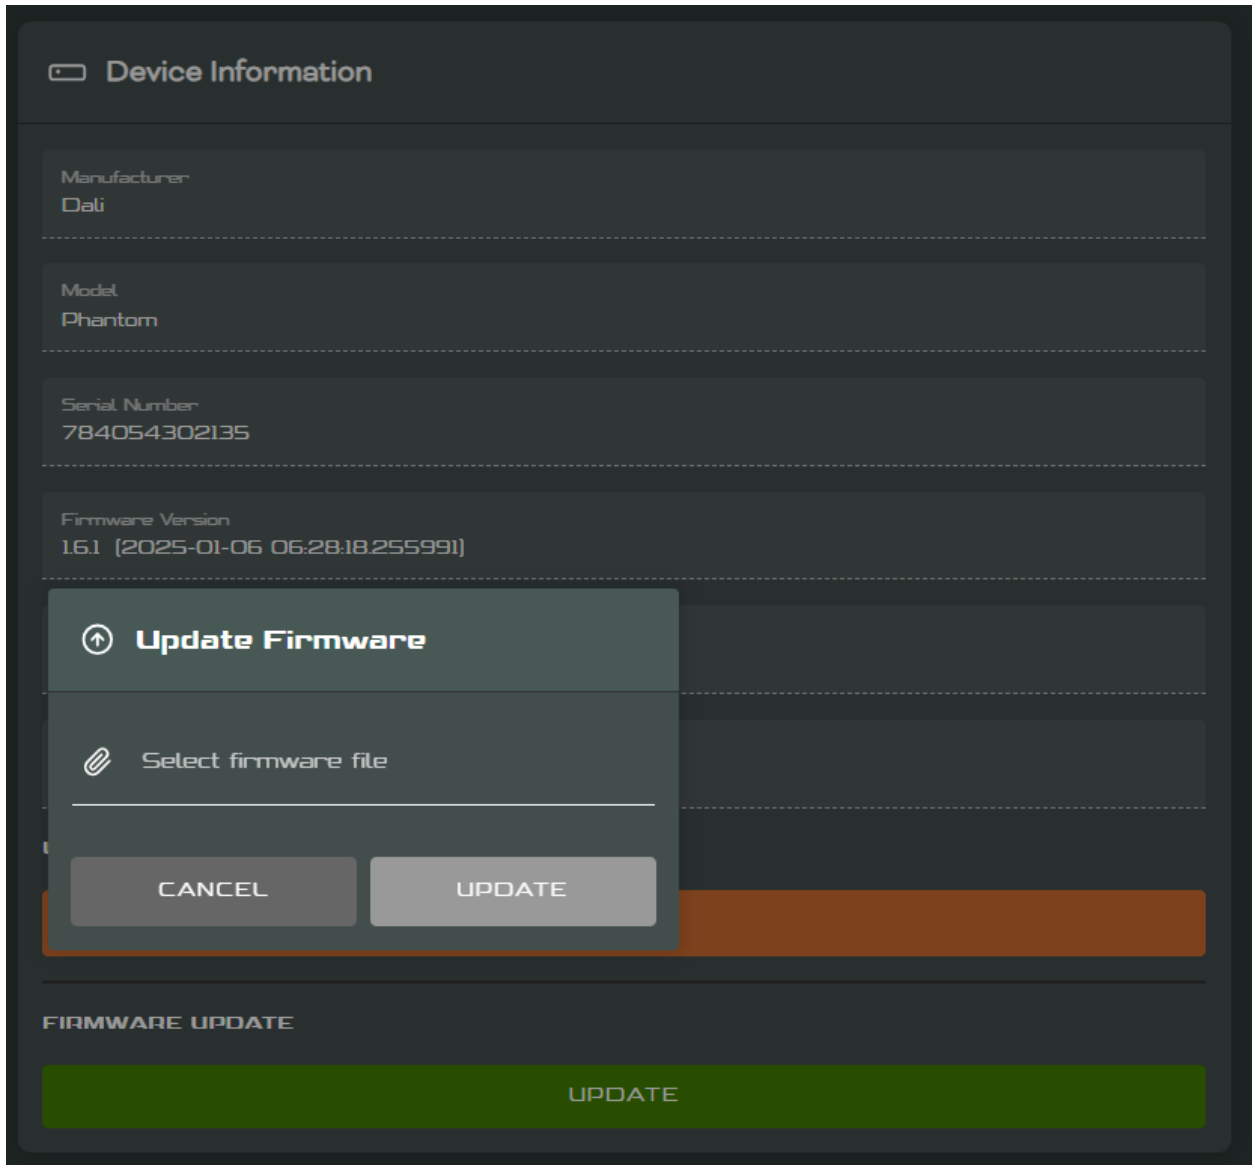 Device Information
Manufacturer
Dali
Model
Phantom
Serial Number
784054302135
Firmware Version
1.6.1 (2025-01-06 06:28:18.255991)
Update Firmware
Select firmware file
CANCEL
UPDATE
FIRMWARE UPDATE
UPDATE